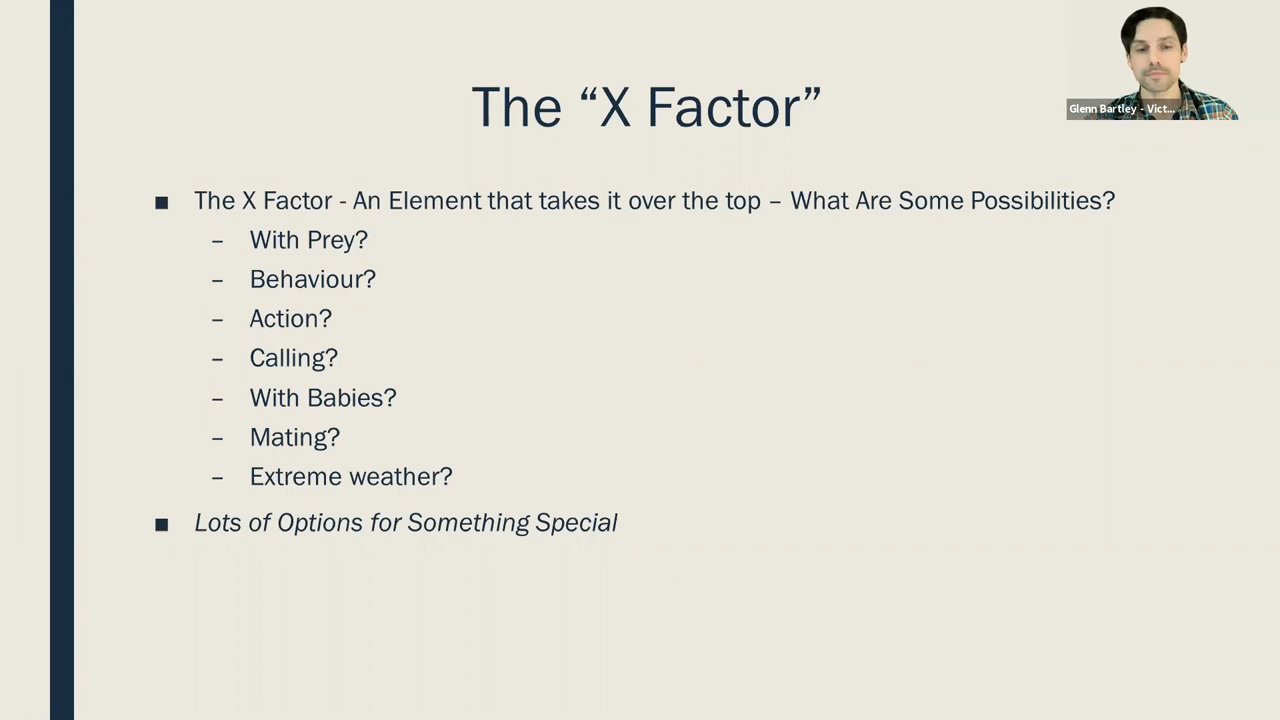 Glenn Bartley - Vict...
The “X Factor”
■ The X Factor - An Element that takes it over the top – What Are Some Possibilities?
– With Prey?
– Behaviour?
– Action?
– Calling?
– With Babies?
– Mating?
– Extreme weather?
■ Lots of Options for Something Special